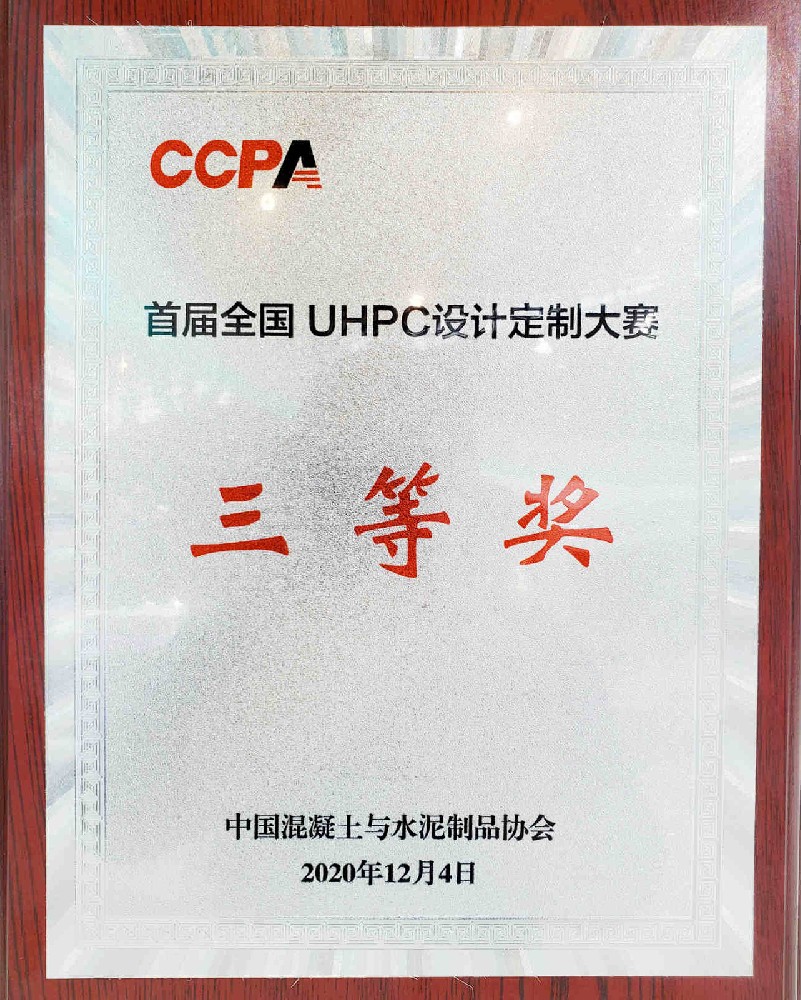 CCPA
首届全国 UHPC设计定制大赛
三等奖
中国混凝土与水泥制品协会
2020年12月4日